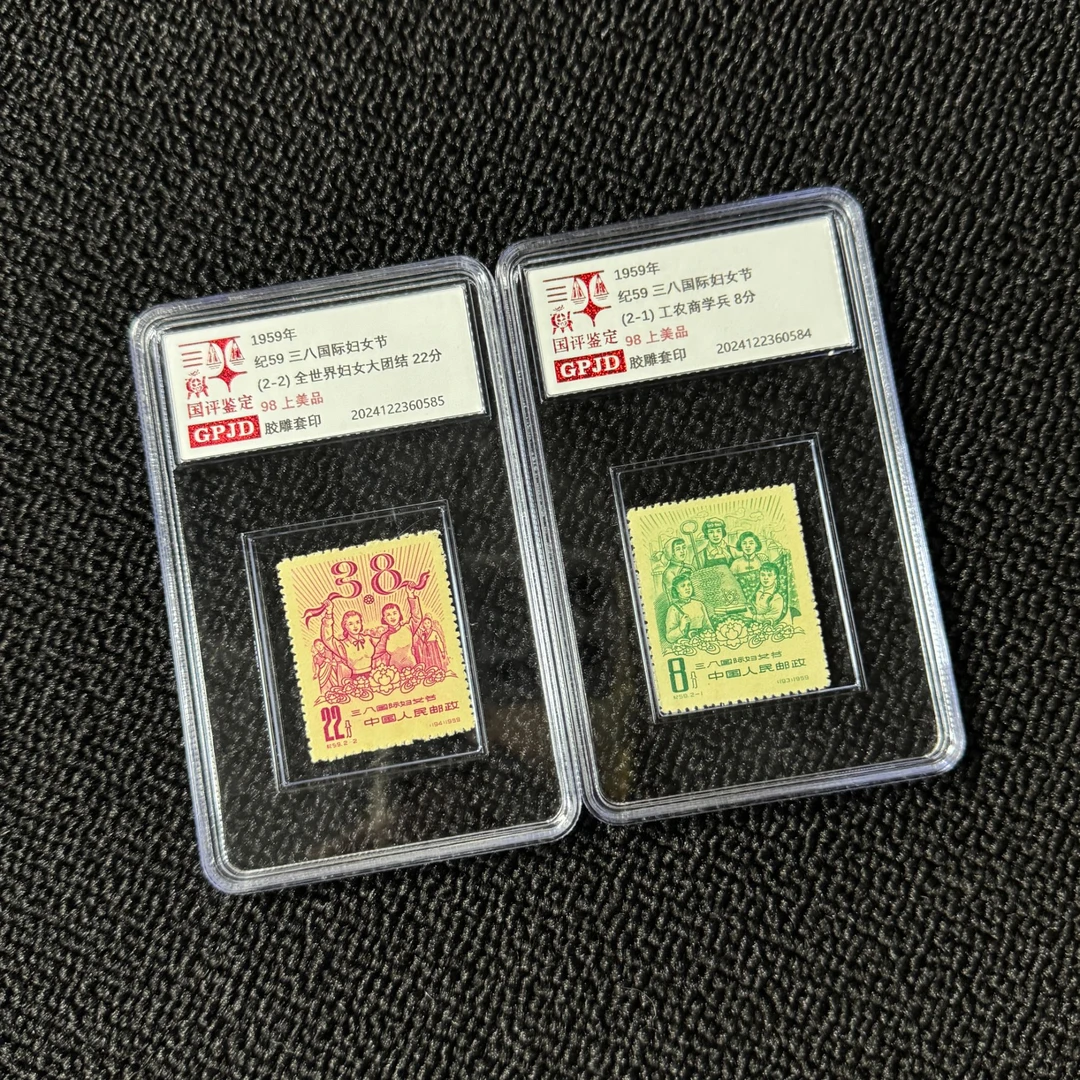 1959年
纪59 三八国际妇女节
(2-2) 全世界妇女大团结 22分
国评鉴定 98 上美品
GPJD 胶雕套印 2024122360585
3.8
三八国际妇女节
22分 中国人民邮政
纪59.2-2 (194)1959
1959年
纪59 三八国际妇女节
(2-1) 工农商学兵 8分
国评鉴定 98 上美品
GPJD 胶雕套印 2024122360584
三八国际妇女节
8分 中国人民邮政
纪59.2-1 (193)1959